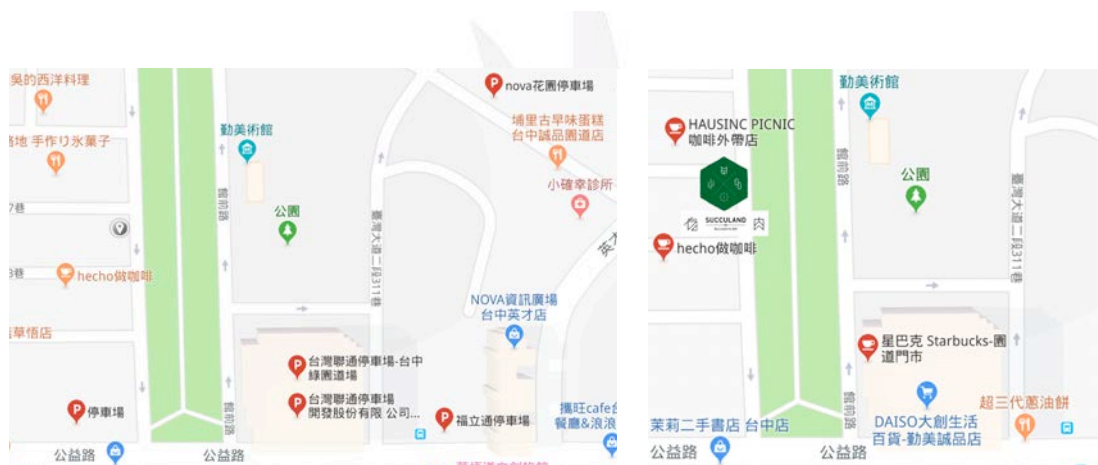 吳的西洋料理
nova花園停車場
埔里古早味蛋糕
台中誠品園道店
勤美術館
手作り氷菓子
小確幸診所
館前路
公園
臺灣大道二段311巷
hecho做咖啡
NOVA資訊廣場
台中英才店
草悟店
台灣聯通停車場-台中
綠園道場
台灣聯通停車場
開發股份有限 公司...
停車場
館前路
福立通停車場
攜旺cafe台
餐廳&浪浪
公益路
公益路
勤美術館
HAUSINC PICNIC
咖啡外帶店
館前路
公園
SUCCULAND
hecho做咖啡
臺灣大道二段311巷
星巴克 Starbucks-園
道門市
超三代蔥油餅
茉莉二手書店 台中店
DAISO大創生活
百貨-勤美誠品店
館前路
公益路
公益路